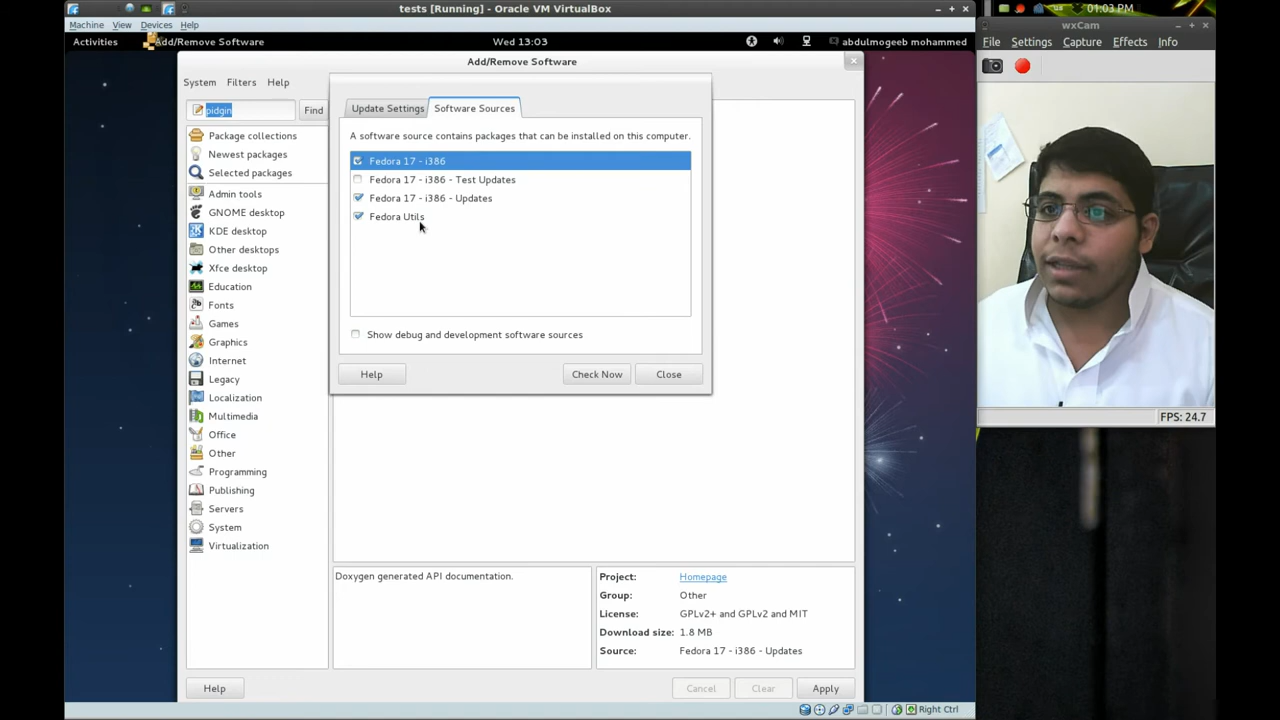 tests [Running] - Oracle VM VirtualBox
Machine View Devices Help
Activities Add/Remove Software Wed 13:03 abdulmogeeb mohammed
Add/Remove Software
System Filters Help
pidgin Find
Package collections
Newest packages
Selected packages
Admin tools
GNOME desktop
KDE desktop
Other desktops
Xfce desktop
Education
Fonts
Games
Graphics
Internet
Legacy
Localization
Multimedia
Office
Other
Programming
Publishing
Servers
System
Virtualization
Update Settings Software Sources
A software source contains packages that can be installed on this computer.
Fedora 17 - i386
Fedora 17 - i386 - Test Updates
Fedora 17 - i386 - Updates
Fedora Utils
Show debug and development software sources
Help Check Now Close
Doxygen generated API documentation.
Project: Homepage
Group: Other
License: GPLv2+ and GPLv2 and MIT
Download size: 1.8 MB
Source: Fedora 17 - i386 - Updates
Help Cancel Clear Apply
Right Ctrl
01:03 PM
wxCam
File Settings Capture Effects Info
FPS: 24.7